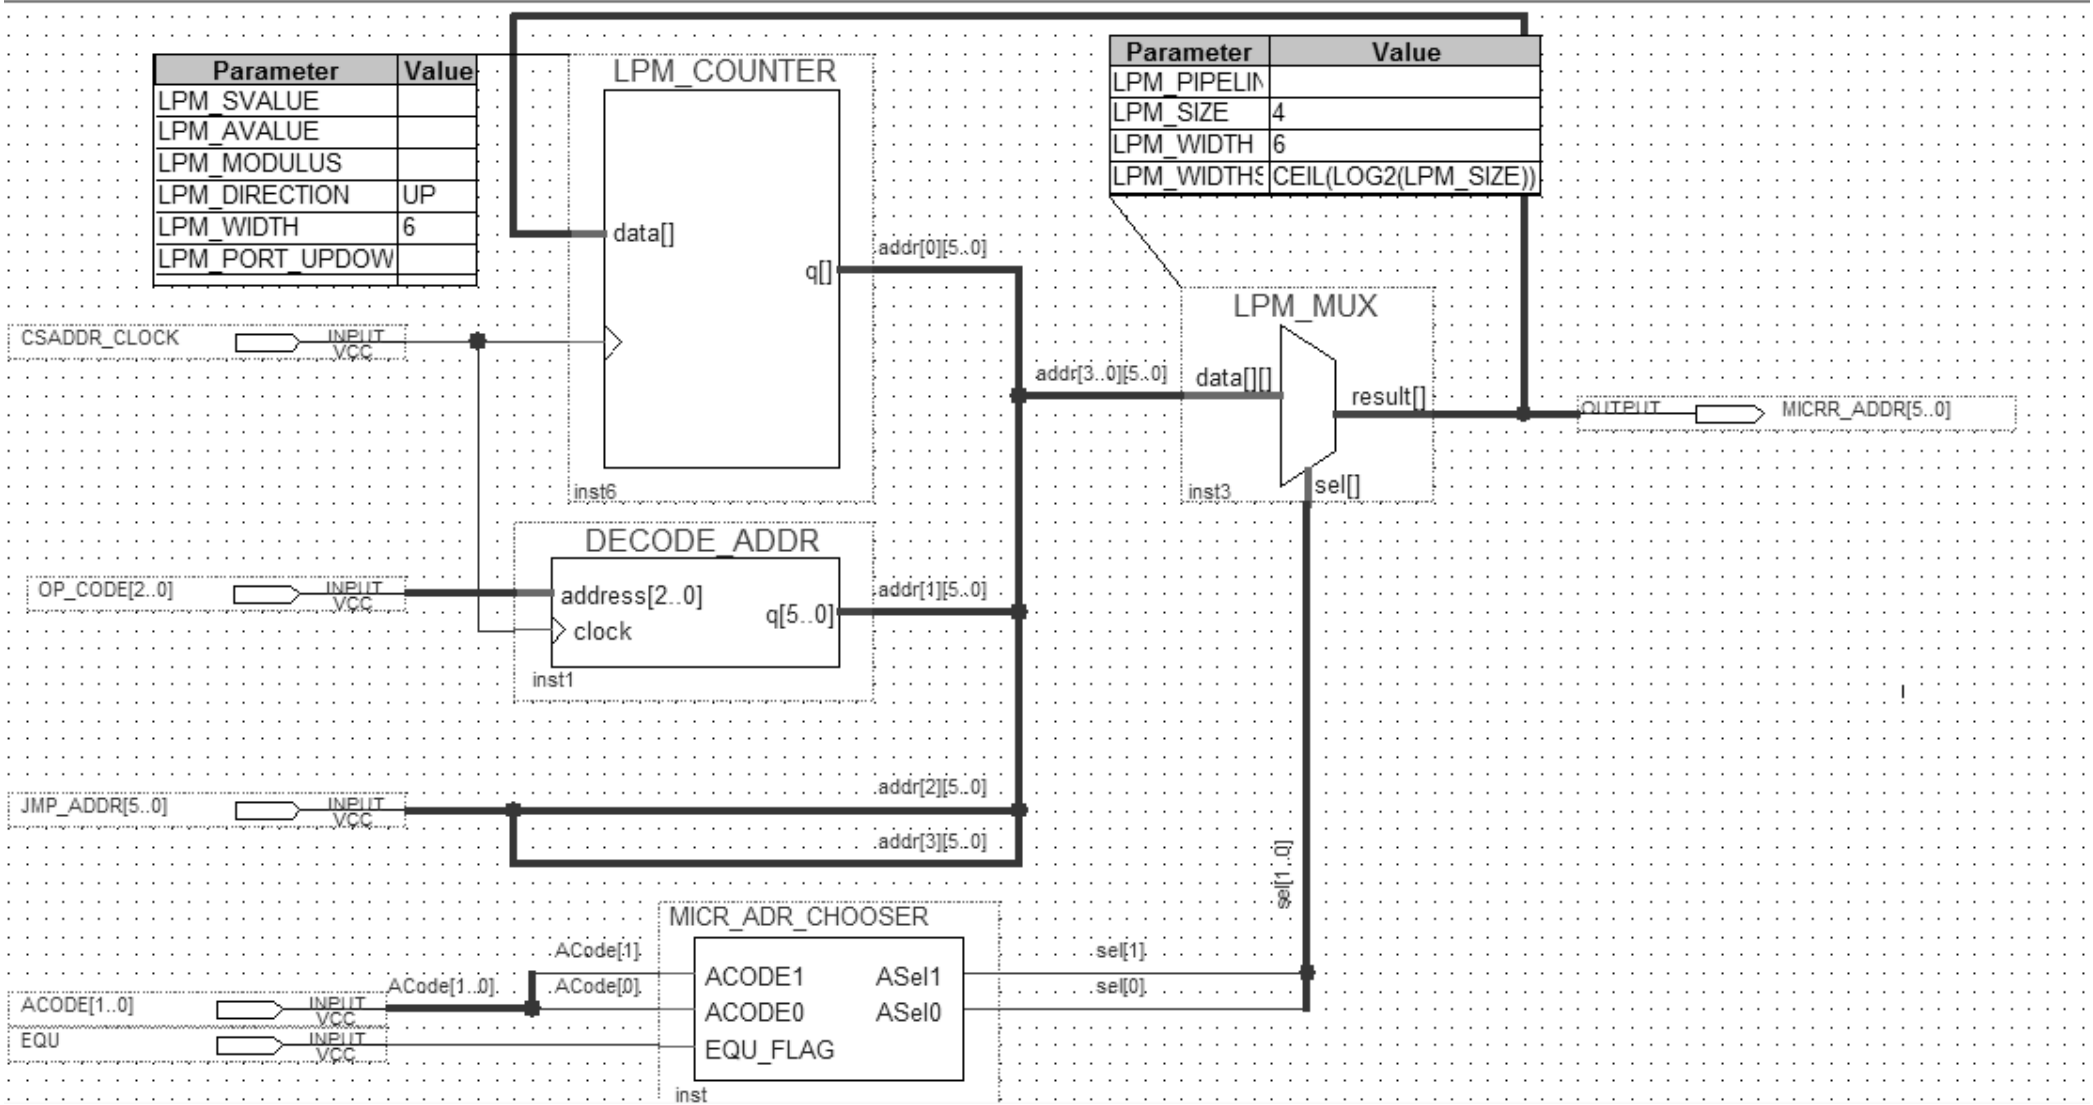 Parameter Value
LPM_SVALUE
LPM_AVALUE
LPM_MODULUS
LPM_DIRECTION UP
LPM_WIDTH 6
LPM_PORT_UPDOW
LPM_COUNTER
data[]
q[]
inst6
addr[0][5..0]
Parameter Value
LPM_PIPELIN
LPM_SIZE 4
LPM_WIDTH 6
LPM_WIDTHS CEIL(LOG2(LPM_SIZE))
LPM_MUX
addr[3..0][5..0]
data[][]
result[]
sel[]
inst3
OUTPUT MICRR_ADDR[5..0]
CSADDR_CLOCK INPUT
VCC
DECODE_ADDR
OP_CODE[2..0] INPUT
VCC
address[2..0]
q[5..0]
clock
inst1
addr[1][5..0]
JMP_ADDR[5..0] INPUT
VCC
addr[2][5..0]
addr[3][5..0]
sel[1..0]
MICR_ADR_CHOOSER
ACode[1]
ACode[1..0] ACode[0]
ACODE[1..0] INPUT
VCC
EQU INPUT
VCC
ACODE1 ASel1
ACODE0 ASel0
EQU_FLAG
inst
sel[1]
sel[0]